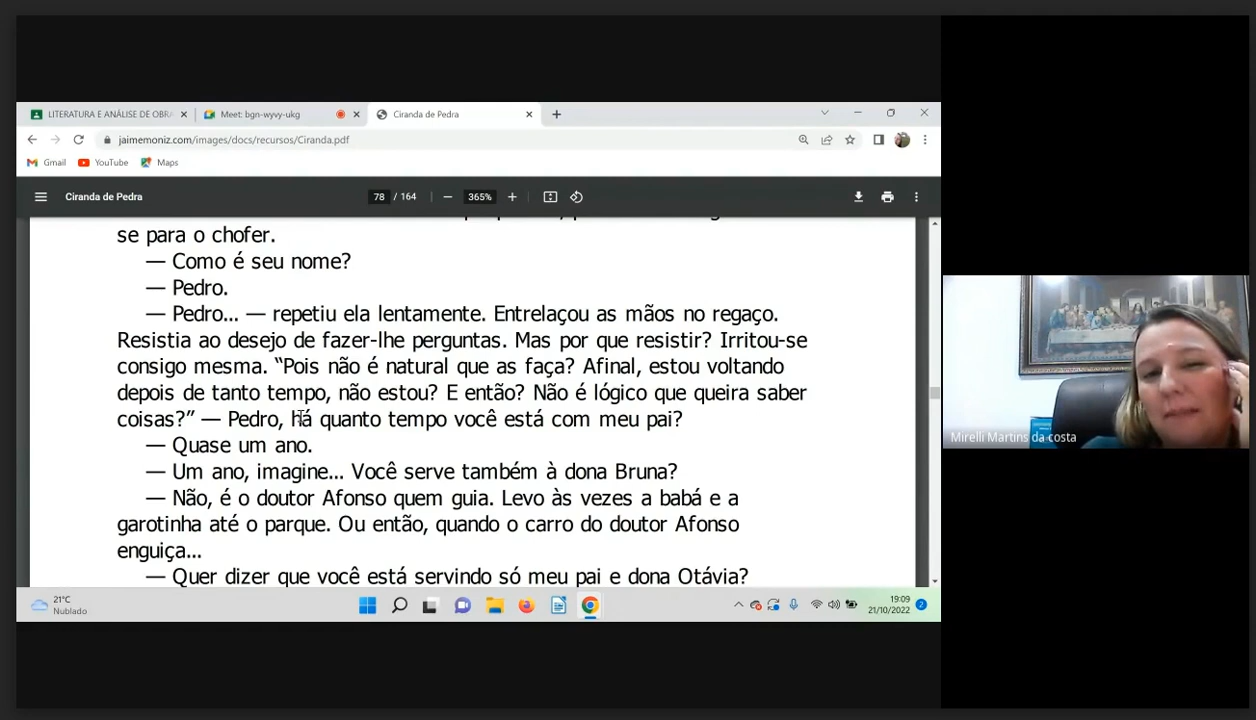 LITERATURA E ANÁLISE DE OBR
Meet: bgn-wyvy-ukg
Ciranda de Pedra
jaimemoniz.com/images/docs/recursos/Ciranda.pdf
Gmail YouTube Maps
Ciranda de Pedra 78 / 164 365%
se para o chofer.
— Como é seu nome?
— Pedro.
— Pedro... — repetiu ela lentamente. Entrelaçou as mãos no regaço.
Resistia ao desejo de fazer-lhe perguntas. Mas por que resistir? Irritou-se
consigo mesma. “Pois não é natural que as faça? Afinal, estou voltando
depois de tanto tempo, não estou? E então? Não é lógico que queira saber
coisas?” — Pedro, há quanto tempo você está com meu pai?
— Quase um ano.
— Um ano, imagine... Você serve também à dona Bruna?
— Não, é o doutor Afonso quem guia. Levo às vezes a babá e a
garotinha até o parque. Ou então, quando o carro do doutor Afonso
enguiça...
— Quer dizer que você está servindo só meu pai e dona Otávia?
Mirelli Martins da costa
21°C
Nublado
19:09
21/10/2022
2